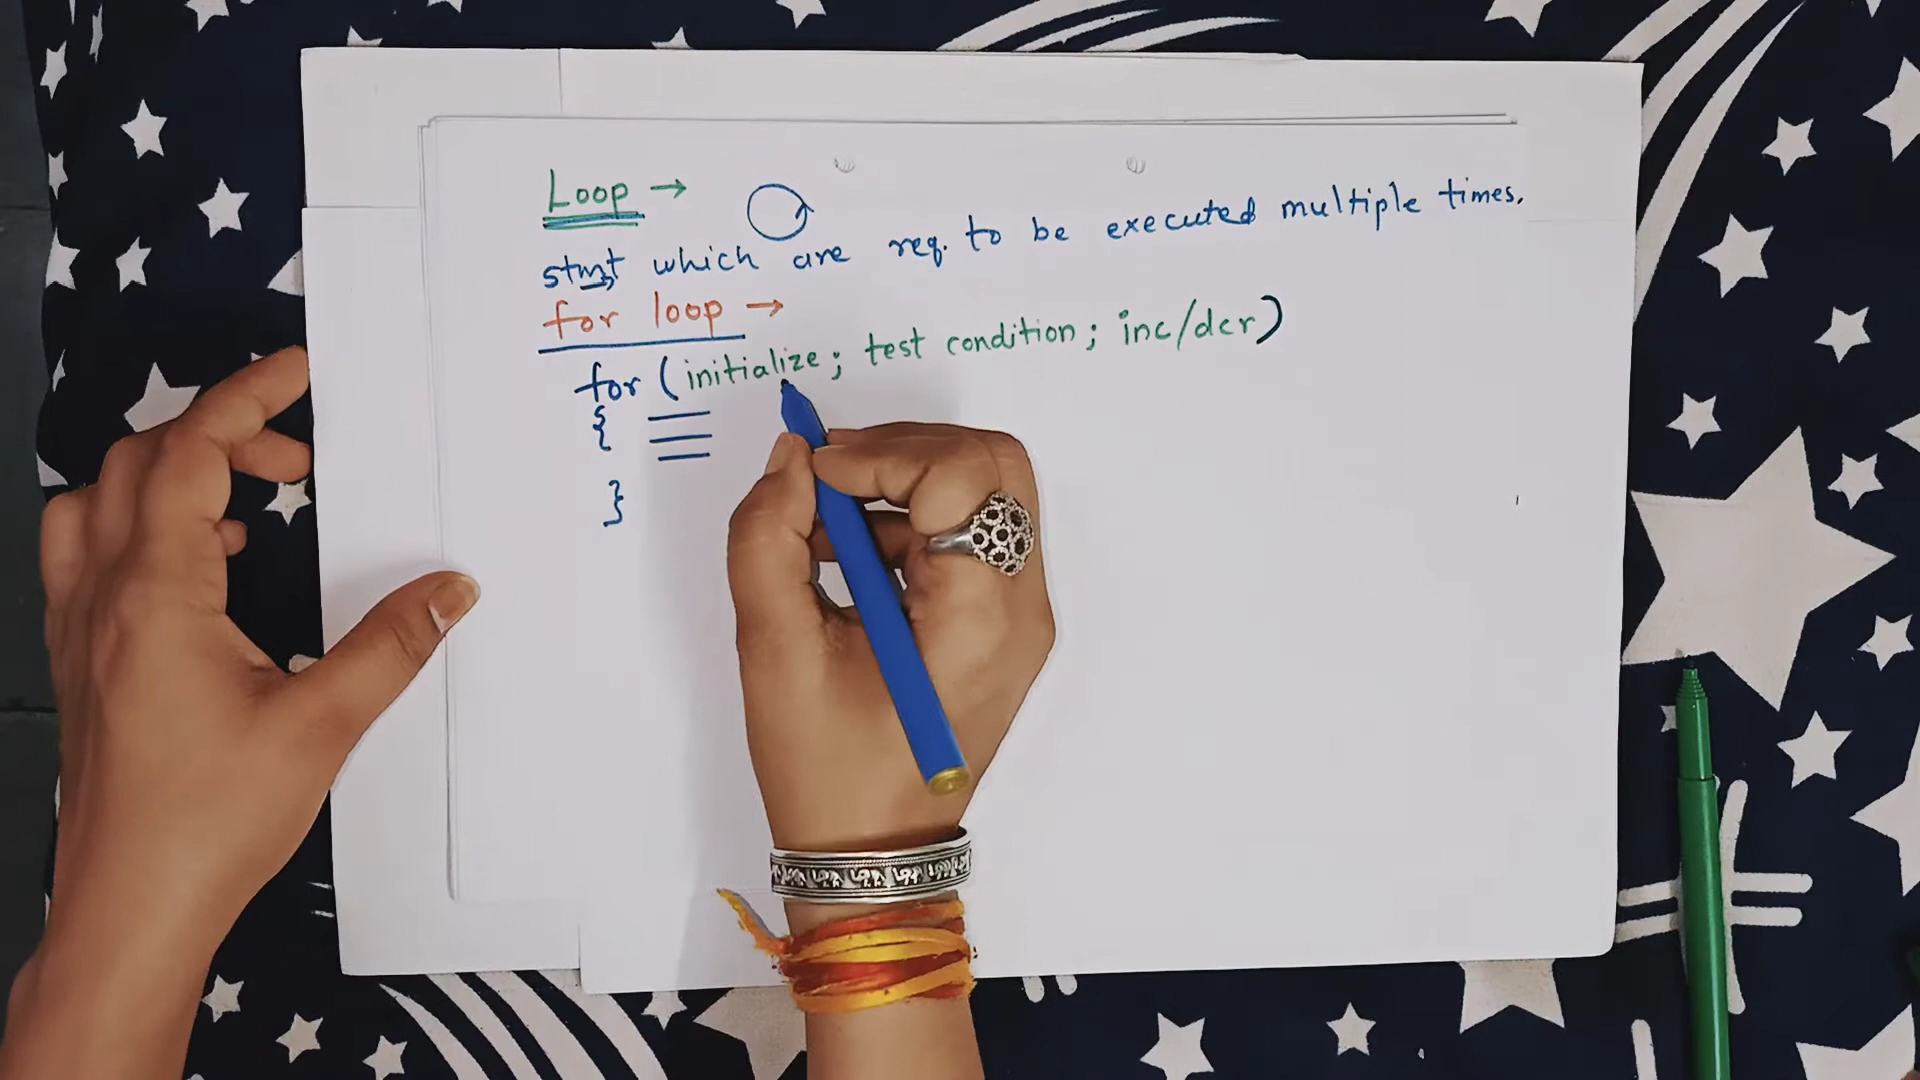 Loop →
stmt which are req. to be executed multiple times.
for loop →
for (initialize; test condition; inc/dcr)
{
}